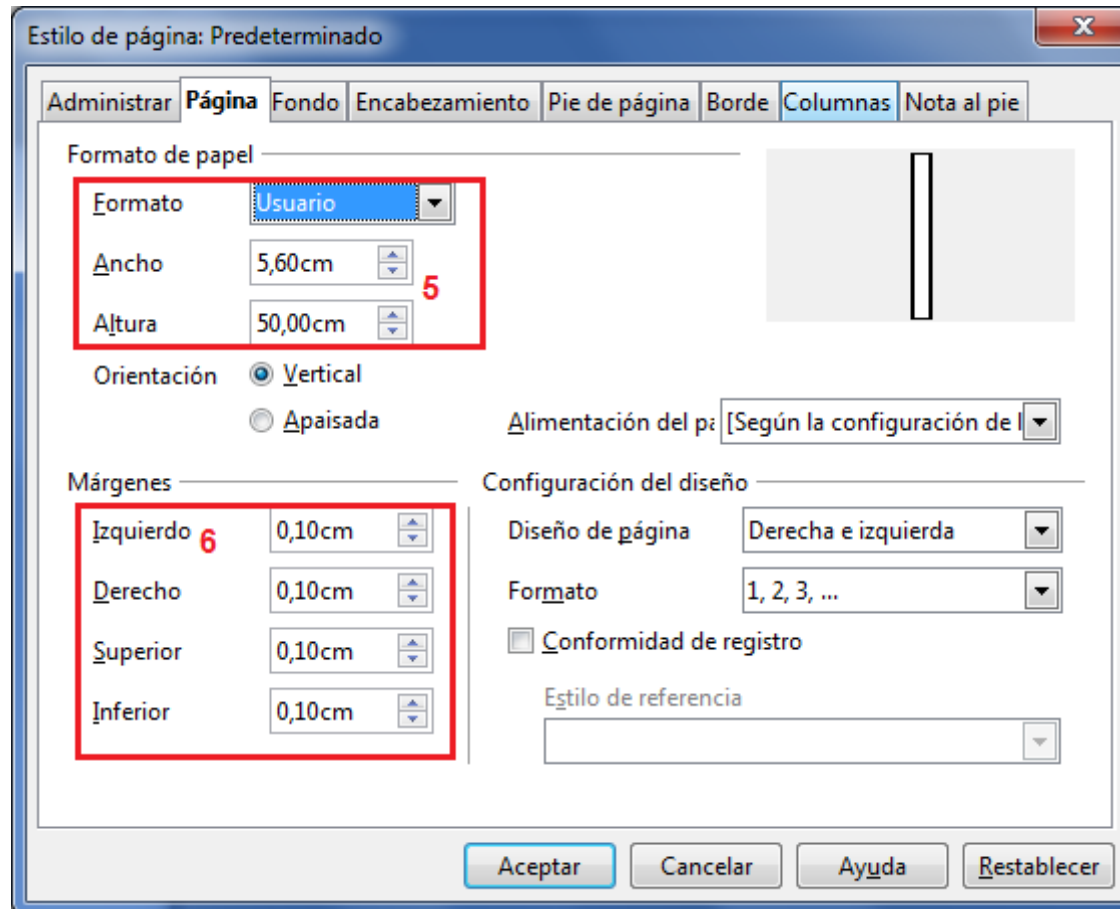 Estilo de página: Predeterminado
Administrar Página Fondo Encabezamiento Pie de página Borde Columnas Nota al pie
Formato de papel
Formato Usuario
Ancho 5,60cm
5
Altura 50,00cm
Orientación Vertical
Apaisada Alimentación del pa [Según la configuración de l
Márgenes Configuración del diseño
Izquierdo 6 0,10cm Diseño de página Derecha e izquierda
Derecho 0,10cm Formato 1, 2, 3, ...
Superior 0,10cm Conformidad de registro
Inferior 0,10cm Estilo de referencia
Aceptar Cancelar Ayuda Restablecer